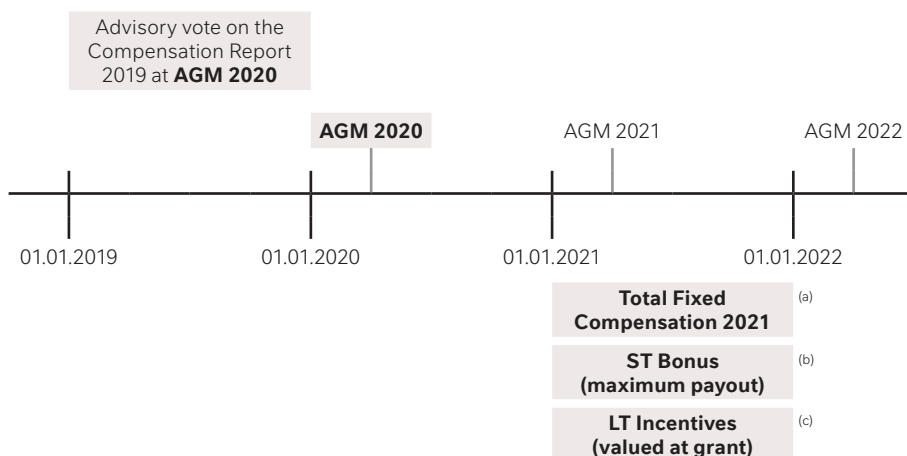 Advisory vote on the
Compensation Report
2019 at AGM 2020
AGM 2020
AGM 2021
AGM 2022
01.01.2019
01.01.2020
01.01.2021
01.01.2022
Total Fixed
Compensation 2021
(a)
ST Bonus
(maximum payout)
(b)
LT Incentives
(valued at grant)
(c)